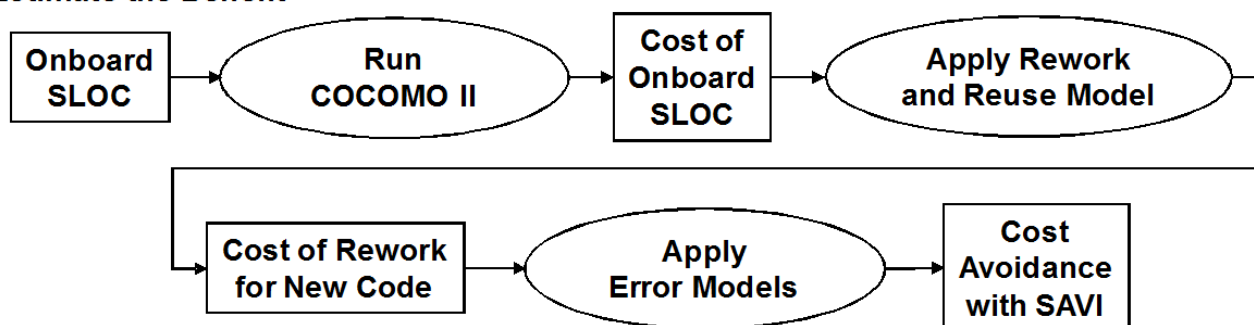 Onboard
SLOC
Run
COCOMO II
Cost of
Onboard
SLOC
Apply Rework
and Reuse Model
Cost of Rework
for New Code
Apply
Error Models
Cost
Avoidance
with SAVI